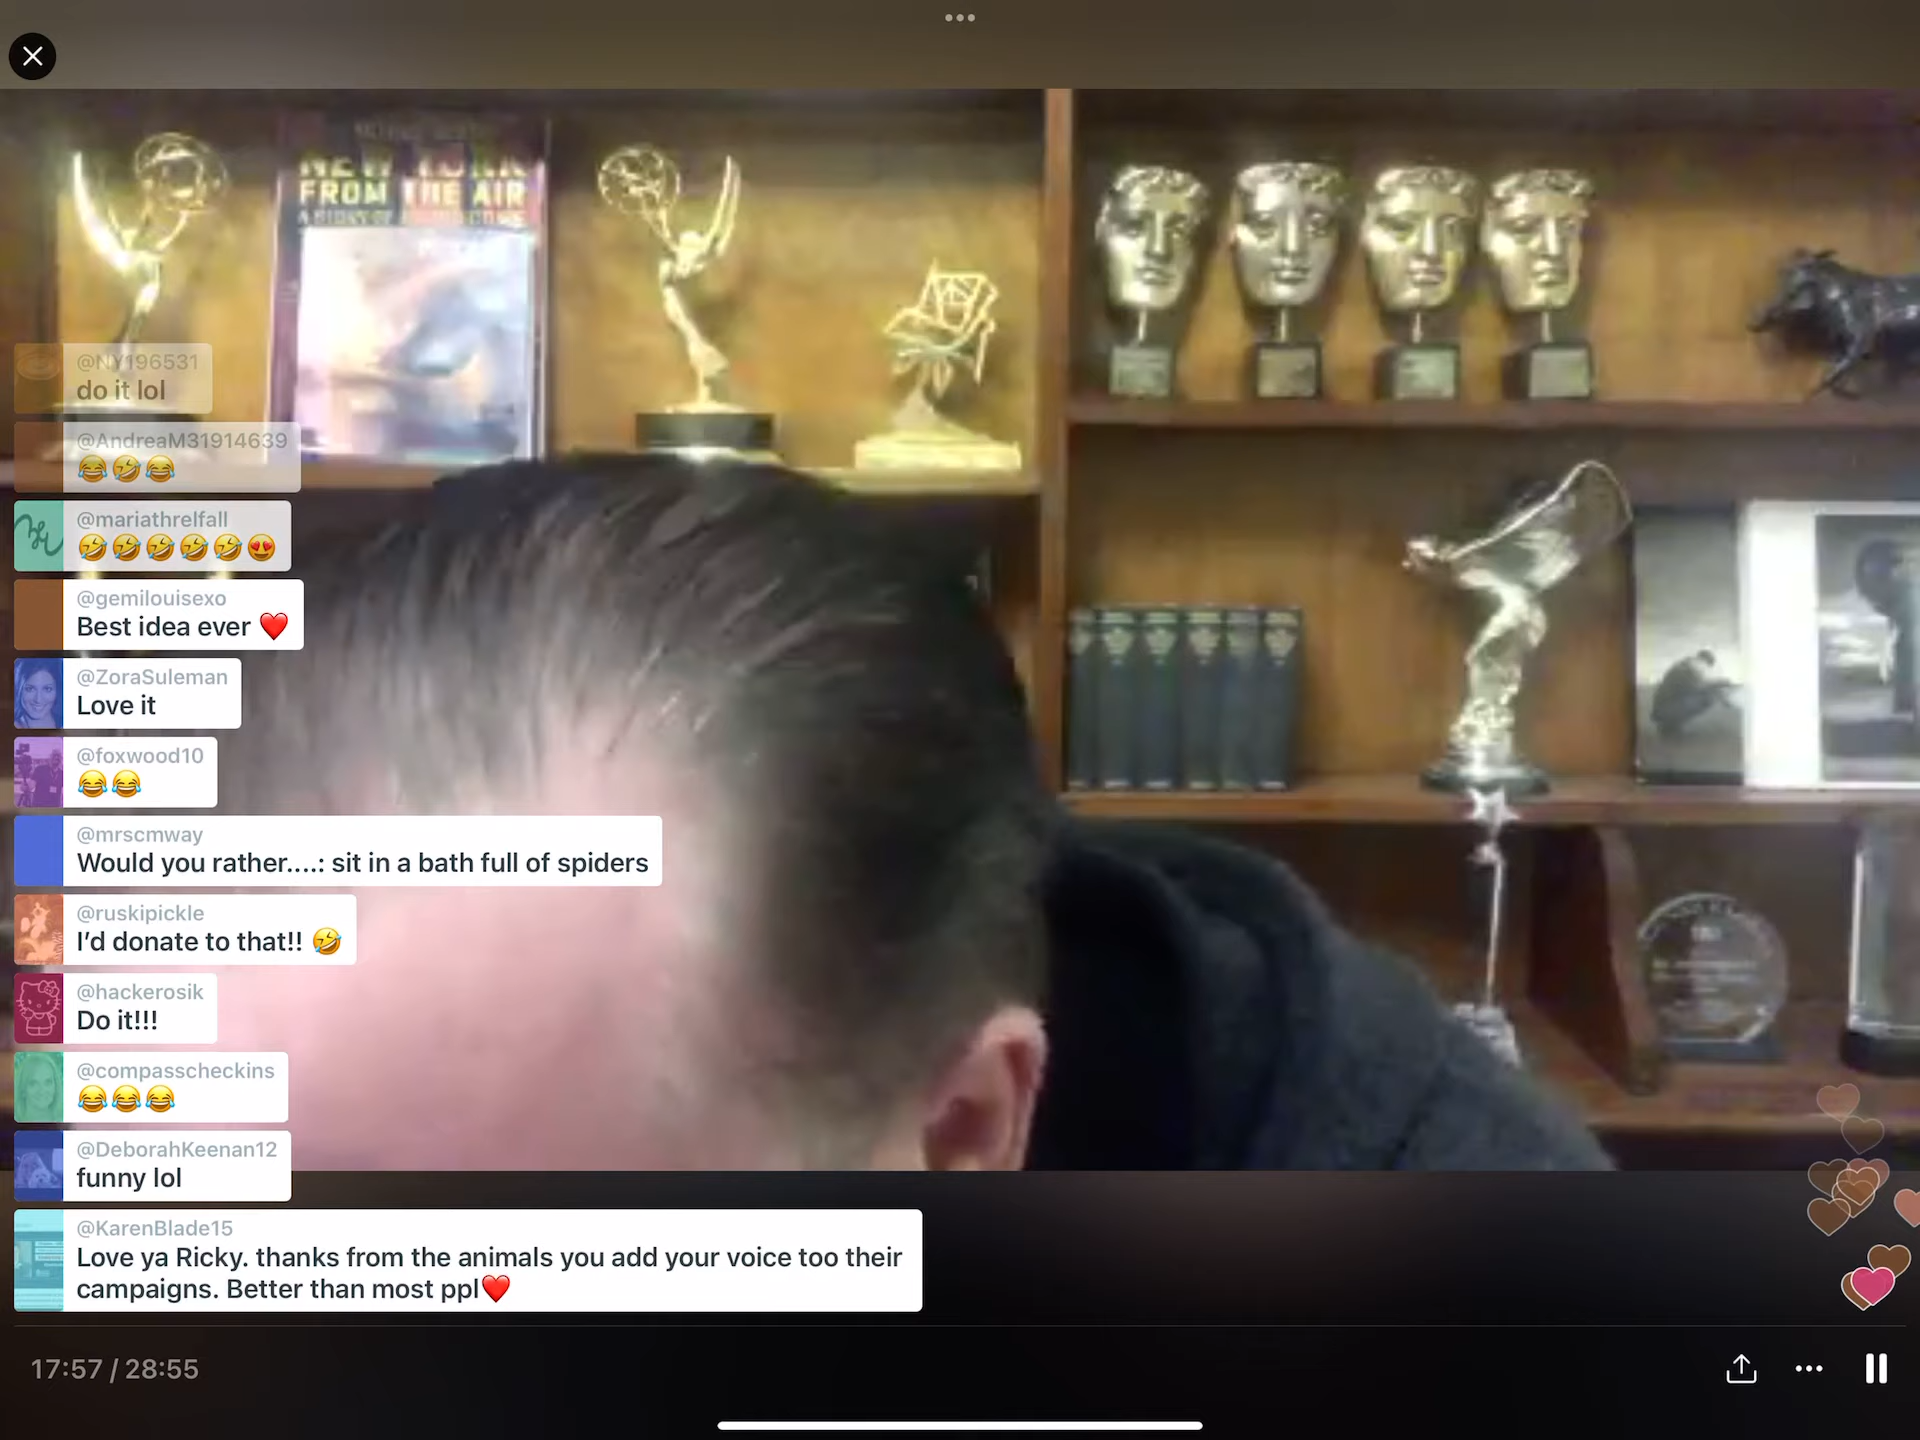 NEW YORK
FROM THE AIR
@NY196531
do it lol
@AndreaM31914639
😂🤣😂
@mariathrelfall
🤣🤣🤣🤣🤣😍
@gemilouisexo
Best idea ever ❤️
@ZoraSuleman
Love it
@foxwood10
😂😂
@mrscmway
Would you rather....: sit in a bath full of spiders
@ruskipickle
I’d donate to that!! 🤣
@hackerosik
Do it!!!
@compasscheckins
😂😂😂
@DeborahKeenan12
funny lol
@KarenBlade15
Love ya Ricky. thanks from the animals you add your voice too their
campaigns. Better than most ppl❤️
17:57 / 28:55